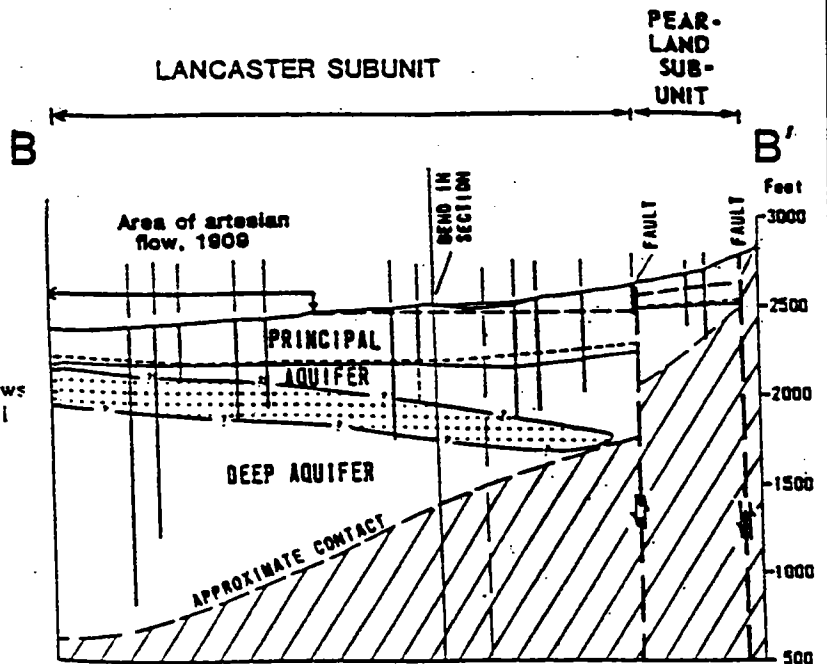 PEAR-
LAND
SUB-
UNIT
LANCASTER SUBUNIT
B
B'
Feet
Area of artesian
flow, 1909
BEND IN
SECTION
FAULT
FAULT
3000
2500
PRINCIPAL
AQUIFER
ws
2000
DEEP AQUIFER
1500
APPROXIMATE CONTACT
1000
500